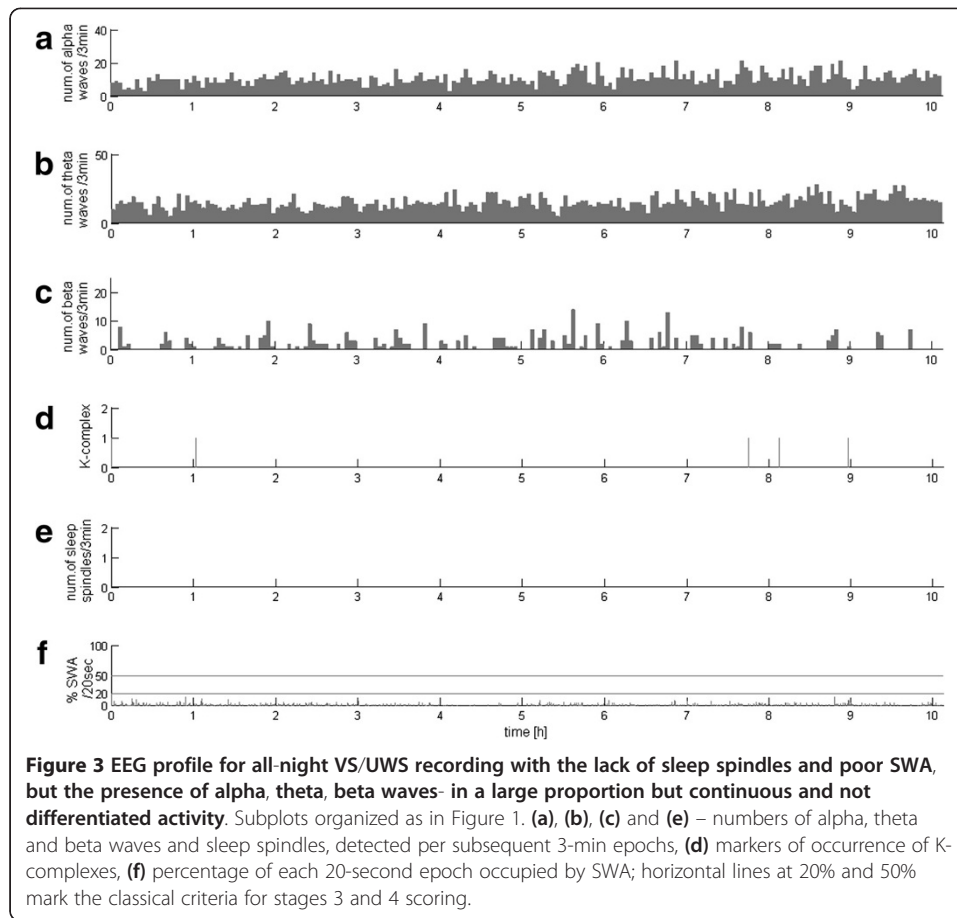 a
num.of alpha
waves /3min
40
20
0
0 1 2 3 4 5 6 7 8 9 10
b
num.of theta
waves /3min
50
0
0 1 2 3 4 5 6 7 8 9 10
c
num.of beta
waves/3min
20
10
0
0 1 2 3 4 5 6 7 8 9 10
d
K-complex
2
1
0
0 1 2 3 4 5 6 7 8 9 10
e
num.of sleep
spindles/3min
2
1
0
0 1 2 3 4 5 6 7 8 9 10
f
% SWA
/20sec
100
50
20
0
0 1 2 3 4 5 6 7 8 9 10
time [h]
Figure 3 EEG profile for all-night VS/UWS recording with the lack of sleep spindles and poor SWA,
but the presence of alpha, theta, beta waves- in a large proportion but continuous and not
differentiated activity. Subplots organized as in Figure 1. (a), (b), (c) and (e) – numbers of alpha, theta
and beta waves and sleep spindles, detected per subsequent 3-min epochs, (d) markers of occurrence of K-
complexes, (f) percentage of each 20-second epoch occupied by SWA; horizontal lines at 20% and 50%
mark the classical criteria for stages 3 and 4 scoring.